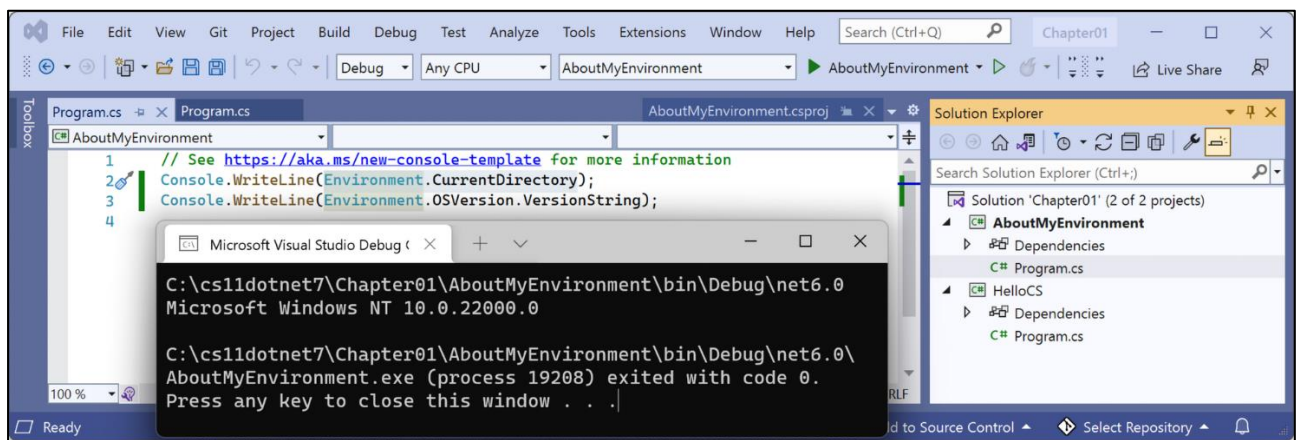 File Edit View Git Project Build Debug Test Analyze Tools Extensions Window Help Search (Ctrl+Q) Chapter01
Debug Any CPU AboutMyEnvironment AboutMyEnvironment Live Share
Toolbox
Program.cs Program.cs AboutMyEnvironment.csproj
AboutMyEnvironment
1 // See https://aka.ms/new-console-template for more information
2 Console.WriteLine(Environment.CurrentDirectory);
3 Console.WriteLine(Environment.OSVersion.VersionString);
4
Microsoft Visual Studio Debug
C:\cs11dotnet7\Chapter01\AboutMyEnvironment\bin\Debug\net6.0
Microsoft Windows NT 10.0.22000.0
C:\cs11dotnet7\Chapter01\AboutMyEnvironment\bin\Debug\net6.0\
AboutMyEnvironment.exe (process 19208) exited with code 0.
Press any key to close this window . . .
Solution Explorer
Search Solution Explorer (Ctrl+;)
Solution 'Chapter01' (2 of 2 projects)
C# AboutMyEnvironment
Dependencies
C# Program.cs
C# HelloCS
Dependencies
C# Program.cs
100 % RLF
Ready d to Source Control Select Repository